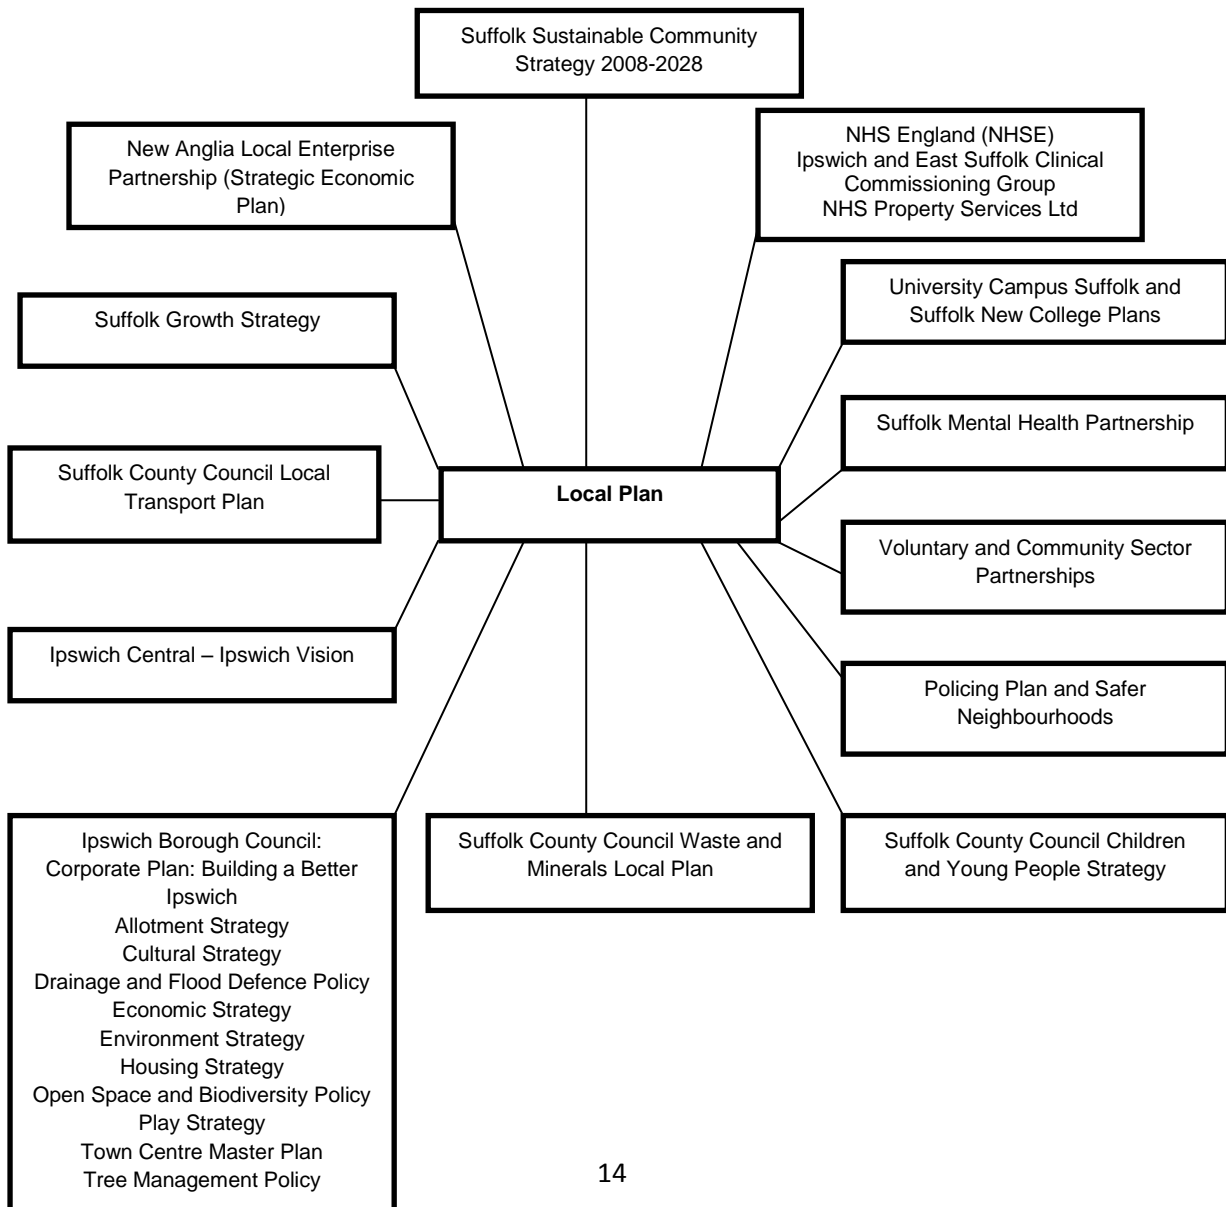 Suffolk Sustainable Community
Strategy 2008-2028
New Anglia Local Enterprise
Partnership (Strategic Economic
Plan)
NHS England (NHSE)
Ipswich and East Suffolk Clinical
Commissioning Group
NHS Property Services Ltd
Suffolk Growth Strategy
University Campus Suffolk and
Suffolk New College Plans
Suffolk Mental Health Partnership
Suffolk County Council Local
Transport Plan
Local Plan
Voluntary and Community Sector
Partnerships
Ipswich Central – Ipswich Vision
Policing Plan and Safer
Neighbourhoods
Ipswich Borough Council:
Corporate Plan: Building a Better
Ipswich
Allotment Strategy
Cultural Strategy
Drainage and Flood Defence Policy
Economic Strategy
Environment Strategy
Housing Strategy
Open Space and Biodiversity Policy
Play Strategy
Town Centre Master Plan
Tree Management Policy
Suffolk County Council Waste and
Minerals Local Plan
Suffolk County Council Children
and Young People Strategy
14